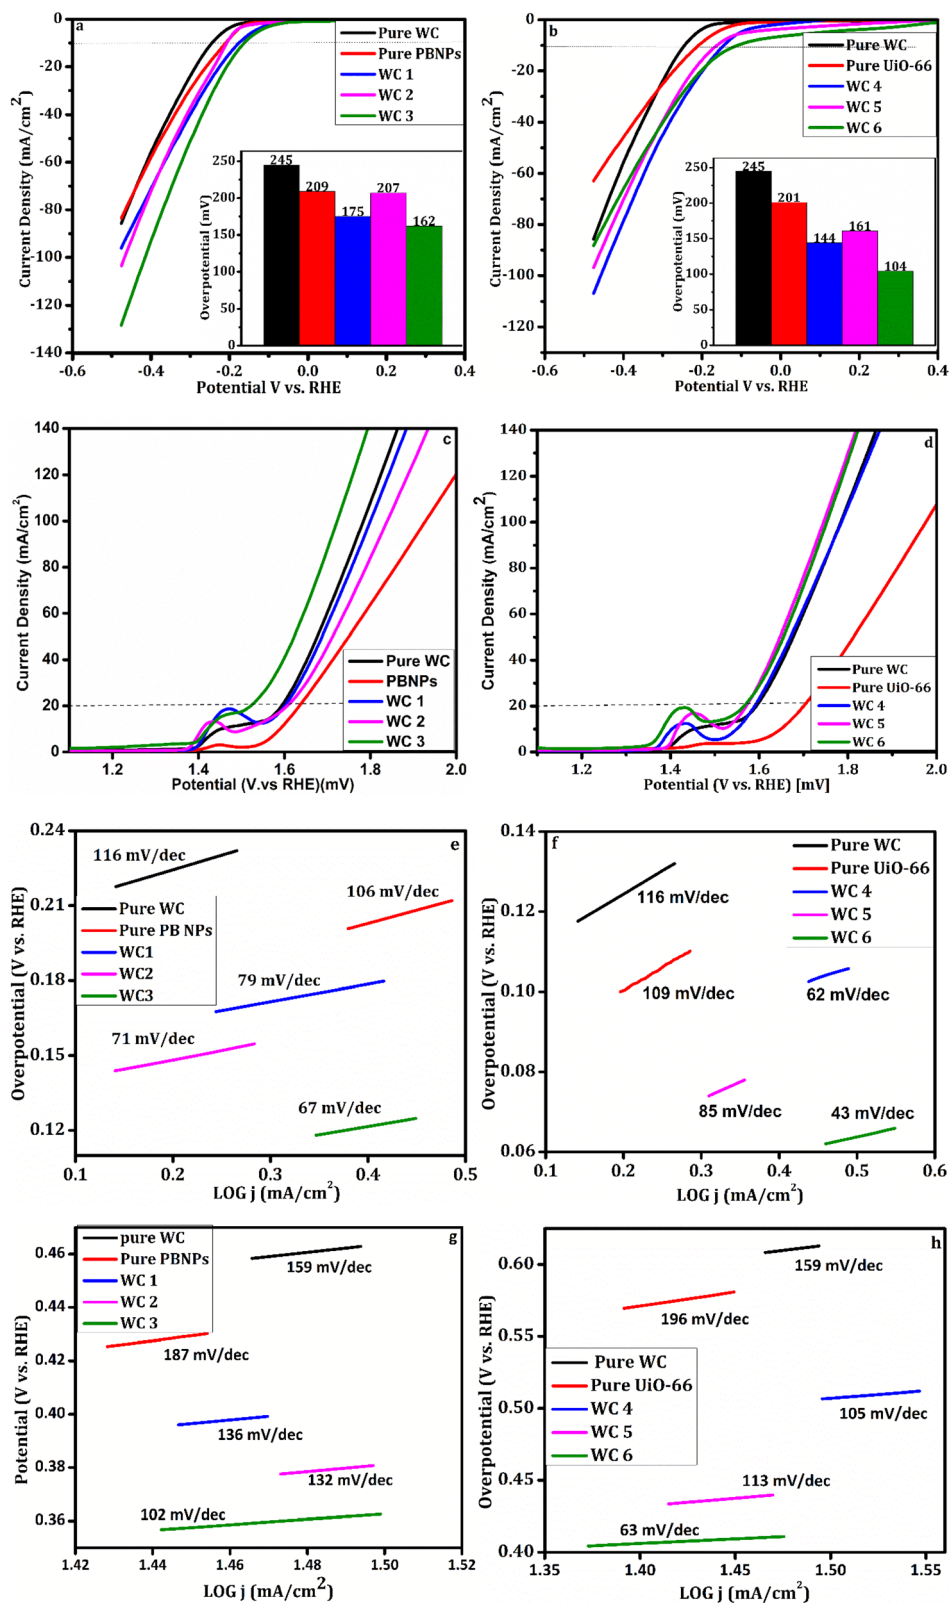 a
Pure WC
Pure PBNPs
WC 1
WC 2
WC 3
0
-20
-40
-60
-80
-100
-120
-140
Current Density (mA/cm²)
250
200
150
100
50
0
Overpotential (mV)
245
209
175
207
162
-0.6
-0.4
-0.2
0.0
0.2
0.4
Potential V vs. RHE
b
Pure WC
Pure UiO-66
WC 4
WC 5
WC 6
0
-20
-40
-60
-80
-100
-120
Current Density (mA/cm²)
250
200
150
100
50
0
Overpotential (mV)
245
201
144
161
104
-0.6
-0.4
-0.2
0.0
0.2
0.4
Potential V vs. RHE
c
140
120
100
80
60
40
20
0
Current Density (mA/cm²)
Pure WC
PBNPs
WC 1
WC 2
WC 3
1.2
1.4
1.6
1.8
2.0
Potential (V.vs RHE)(mV)
d
140
120
100
80
60
40
20
0
Current Density (mA/cm²
Pure WC
Pure UiO-66
WC 4
WC 5
WC 6
1.2
1.4
1.6
1.8
2.0
Potential (V vs. RHE) [mV]
e
0.24
0.21
0.18
0.15
0.12
Overpotential (V vs. RHE)
116 mV/dec
106 mV/dec
79 mV/dec
71 mV/dec
67 mV/dec
Pure WC
Pure PB NPs
WC1
WC2
WC3
0.1
0.2
0.3
0.4
0.5
LOG j (mA/cm²)
f
0.14
0.12
0.10
0.08
0.06
Overpotential (V vs. RHE)
Pure WC
Pure UiO-66
WC 4
WC 5
WC 6
116 mV/dec
109 mV/dec
62 mV/dec
85 mV/dec
43 mV/dec
0.1
0.2
0.3
0.4
0.5
0.6
LOG j (mA/cm²)
g
pure WC
Pure PBNPs
WC 1
WC 2
WC 3
0.46
0.44
0.42
0.40
0.38
0.36
Potential (V vs. RHE)
159 mV/dec
187 mV/dec
136 mV/dec
132 mV/dec
102 mV/dec
1.42
1.44
1.46
1.48
1.50
1.52
LOG j (mA/cm²)
h
0.60
0.55
0.50
0.45
0.40
Overpotential (V vs. RHE)
159 mV/dec
196 mV/dec
105 mV/dec
113 mV/dec
63 mV/dec
Pure WC
Pure UiO-66
WC 4
WC 5
WC 6
1.35
1.40
1.45
1.50
1.55
LOG j (mA/cm²)